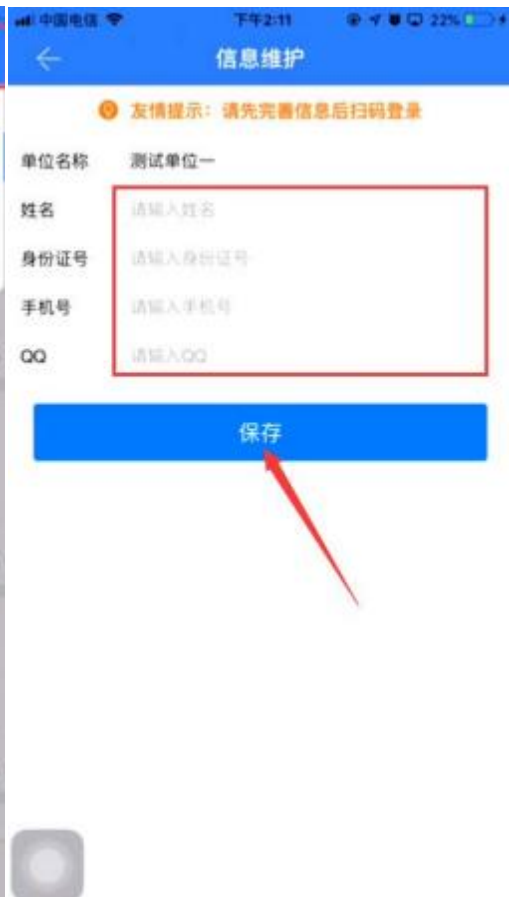 中国电信 下午2:11 22%
信息维护
友情提示：请先完善信息后扫码登录
单位名称 测试单位一
姓名 请输入姓名
身份证号 请输入身份证号
手机号 请输入手机号
QQ 请输入QQ
保存